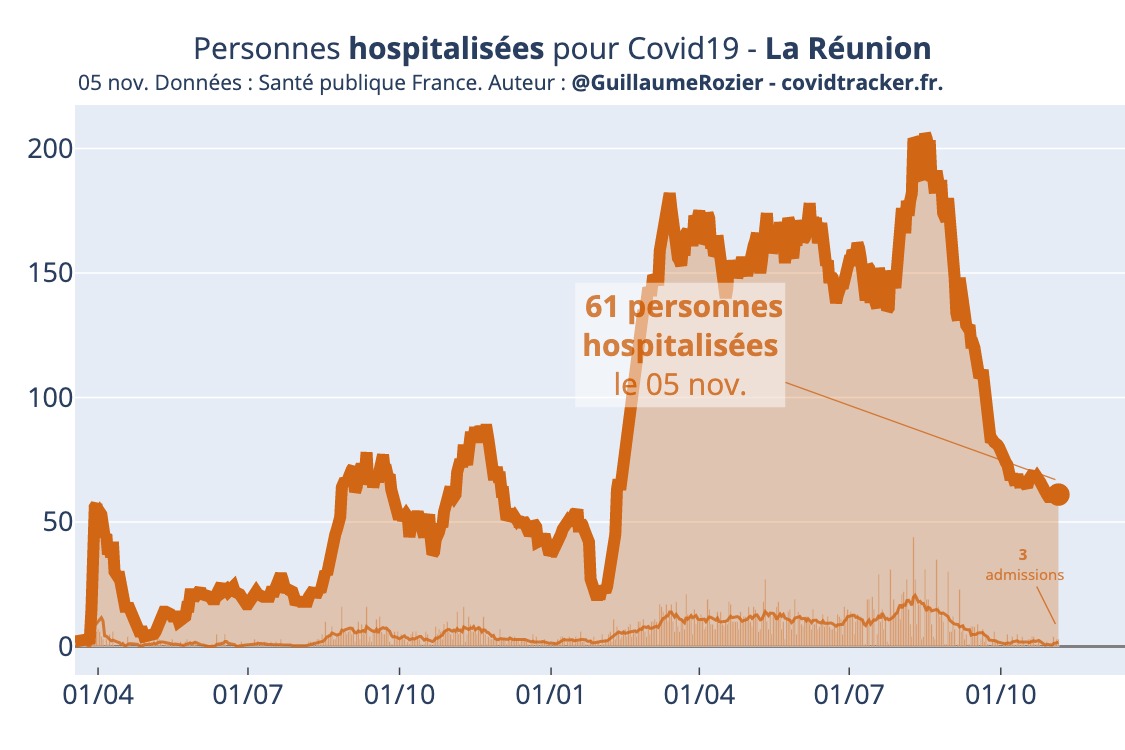 Personnes hospitalisées pour Covid19 - La Réunion
05 nov. Données : Santé publique France. Auteur : @GuillaumeRozier - covidtracker.fr.
200
150
61 personnes
hospitalisées
le 05 nov.
100
50
3
admissions
0
01/04 01/07 01/10 01/01 01/04 01/07 01/10